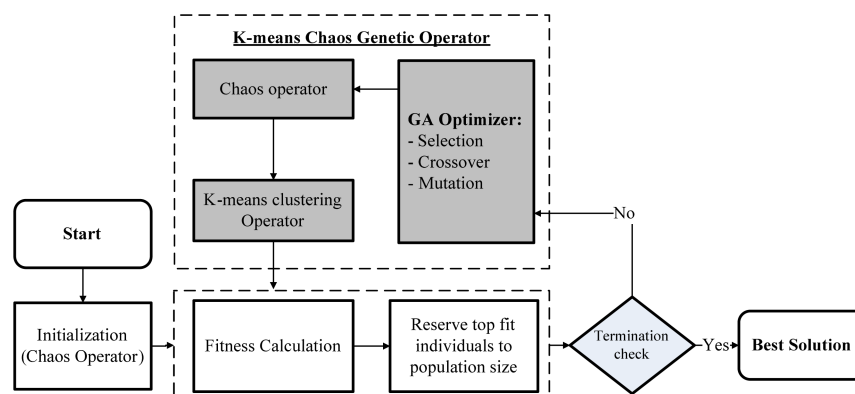 K-means Chaos Genetic Operator
Chaos operator
GA Optimizer:
- Selection
- Crossover
- Mutation
K-means clustering
Operator
Start
No
Initialization
(Chaos Operator)
Fitness Calculation
Reserve top fit
individuals to
population size
Termination
check
Yes
Best Solution